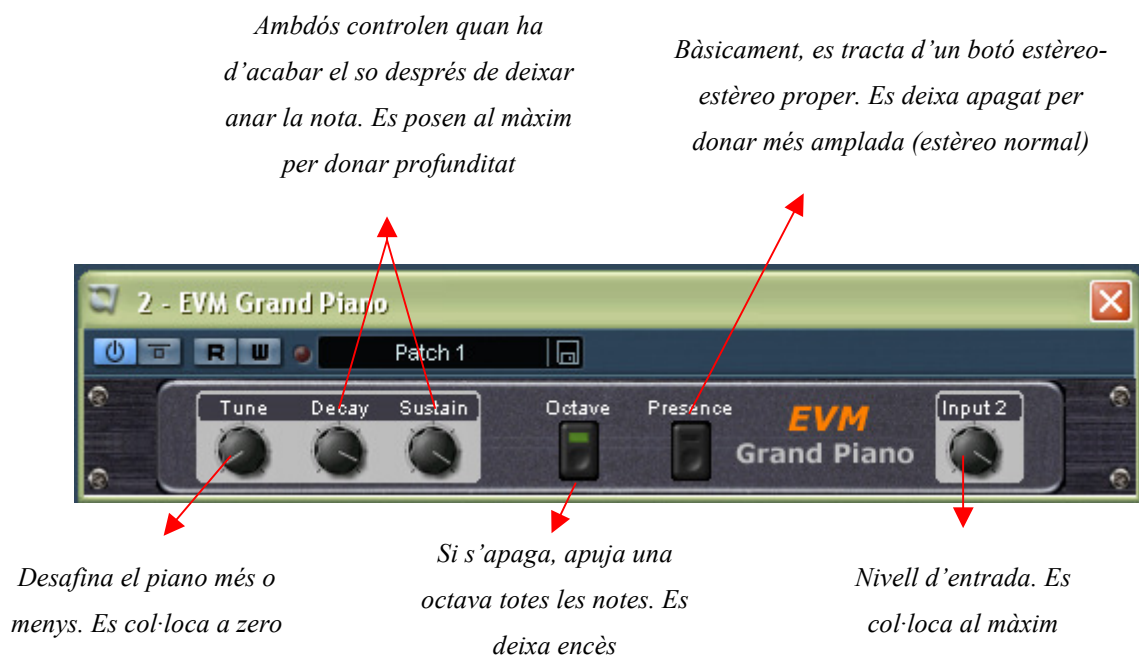 Ambdós controlen quan ha
d’acabar el so després de deixar
anar la nota. Es posen al màxim
per donar profunditat
Bàsicament, es tracta d’un botó estèreo-
estèreo proper. Es deixa apagat per
donar més amplada (estèreo normal)
2 - EVM Grand Piano
R W Patch 1
Tune Decay Sustain Octave Presence EVM Input 2
Grand Piano
Desafina el piano més o
menys. Es col·loca a zero
Si s’apaga, apuja una
octava totes les notes. Es
deixa encès
Nivell d’entrada. Es
col·loca al màxim